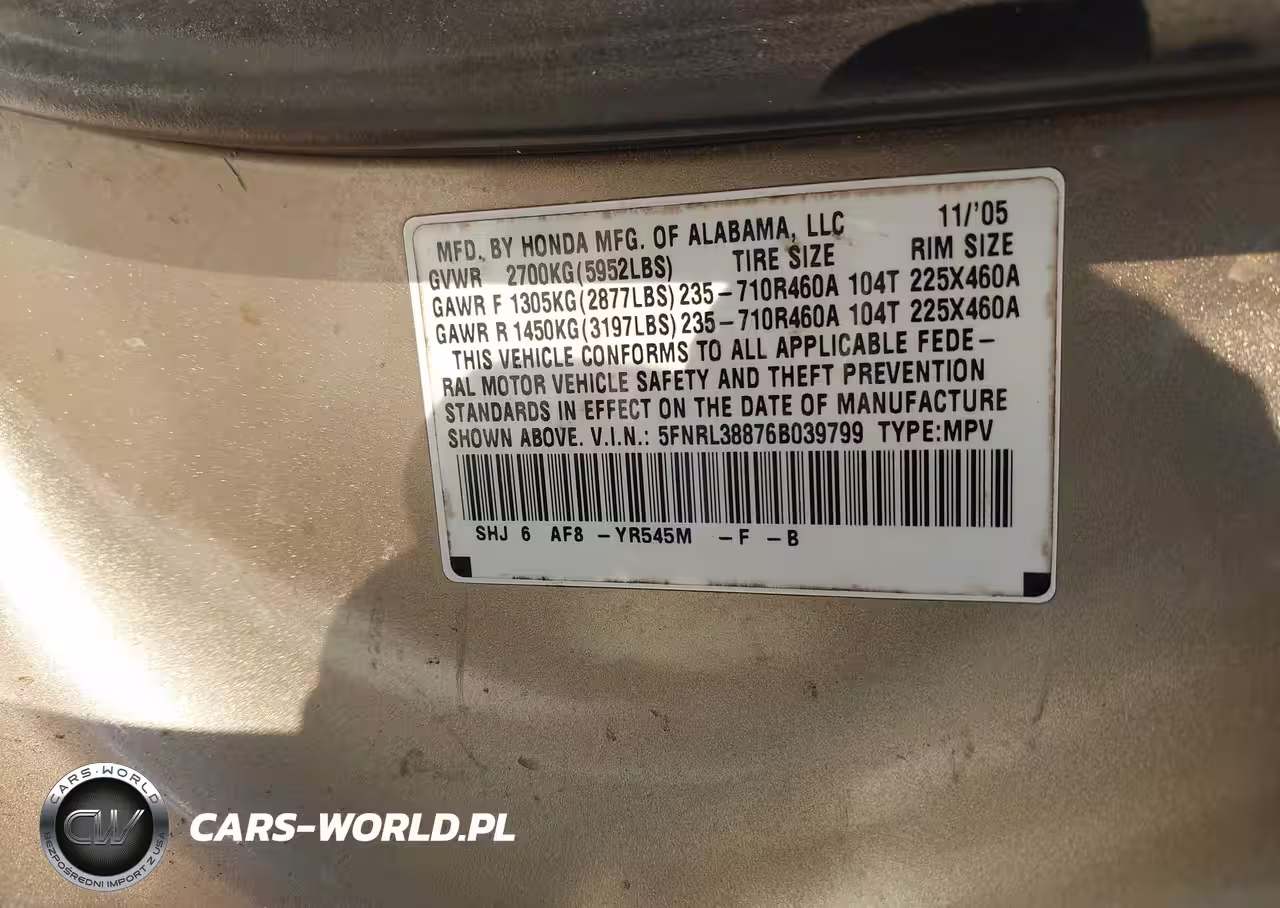 11/'05
MFD. BY HONDA MFG. OF ALABAMA, LLC
GVWR 2700KG(5952LBS) TIRE SIZE RIM SIZE
GAWR F 1305KG(2877LBS) 235-710R460A 104T 225X460A
GAWR R 1450KG(3197LBS) 235-710R460A 104T 225X460A
THIS VEHICLE CONFORMS TO ALL APPLICABLE FEDE-
RAL MOTOR VEHICLE SAFETY AND THEFT PREVENTION
STANDARDS IN EFFECT ON THE DATE OF MANUFACTURE
SHOWN ABOVE. V.I.N.: 5FNRL38876B039799 TYPE:MPV
SHJ 6 AF8 -YR545M -F -B
CARS-WORLD
CW
BEZPOŚREDNI IMPORT Z USA
CARS-WORLD.PL